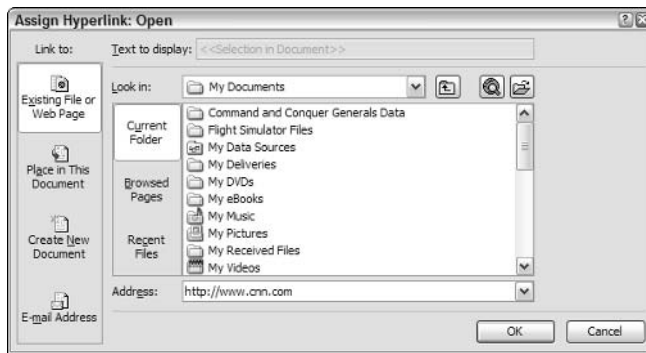 Assign Hyperlink: Open
Link to:
Text to display: <<Selection in Document>>
Existing File or
Web Page
Look in: My Documents
Current
Folder
Command and Conquer Generals Data
Flight Simulator Files
My Data Sources
My Deliveries
My DVDs
My eBooks
My Music
My Pictures
My Received Files
My Videos
Place in This
Document
Browsed
Pages
Create New
Document
Recent
Files
Address: http://www.cnn.com
E-mail Address
OK Cancel